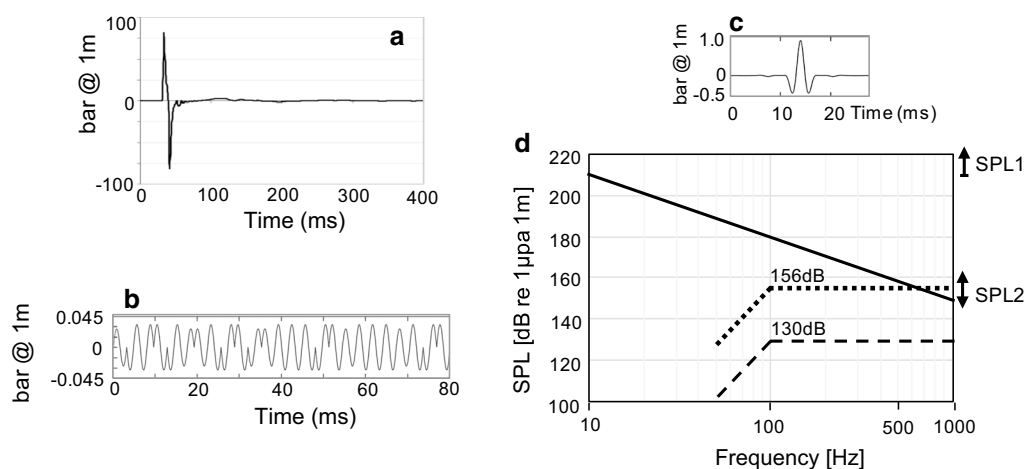 a
100
0
-100
bar @ 1m
0 100 200 300 400
Time (ms)
b
0.045
0
-0.045
bar @ 1m
0 20 40 60 80
Time (ms)
c
1.0
0
-0.5
bar @ 1m
0 10 20 Time (ms)
d
220
200
180
160
140
120
100
SPL [dB re 1μpa 1m]
156dB
130dB
SPL1
SPL2
10 100 500 1000
Frequency [Hz]